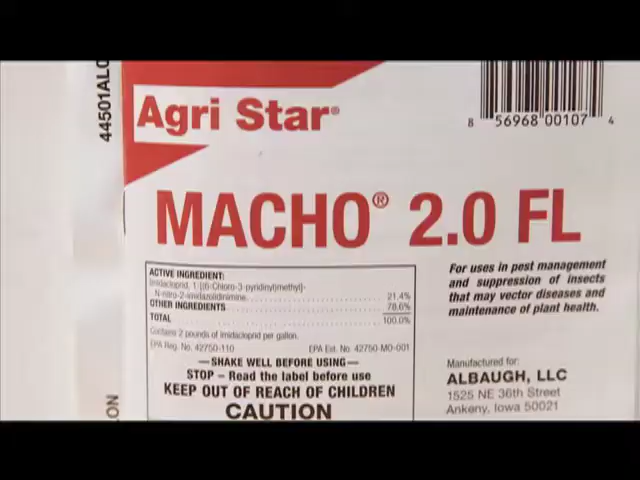 44501ALC
Agri Star®
8 56968 00107 4
MACHO® 2.0 FL
ACTIVE INGREDIENT:
Imidacloprid, 1-[(6-Chloro-3-pyridinyl)methyl]-
N-nitro-2-imidazolidinimine 21.4%
OTHER INGREDIENTS 78.6%
TOTAL 100.0%
Contains 2 pounds of imidacloprid per gallon.
EPA Reg. No. 42750-110 EPA Est. No. 42750-MO-001
—SHAKE WELL BEFORE USING—
STOP – Read the label before use
KEEP OUT OF REACH OF CHILDREN
CAUTION
For uses in pest management
and suppression of insects
that may vector diseases and
maintenance of plant health.
Manufactured for:
ALBAUGH, LLC
1525 NE 36th Street
Ankeny, Iowa 50021
ON